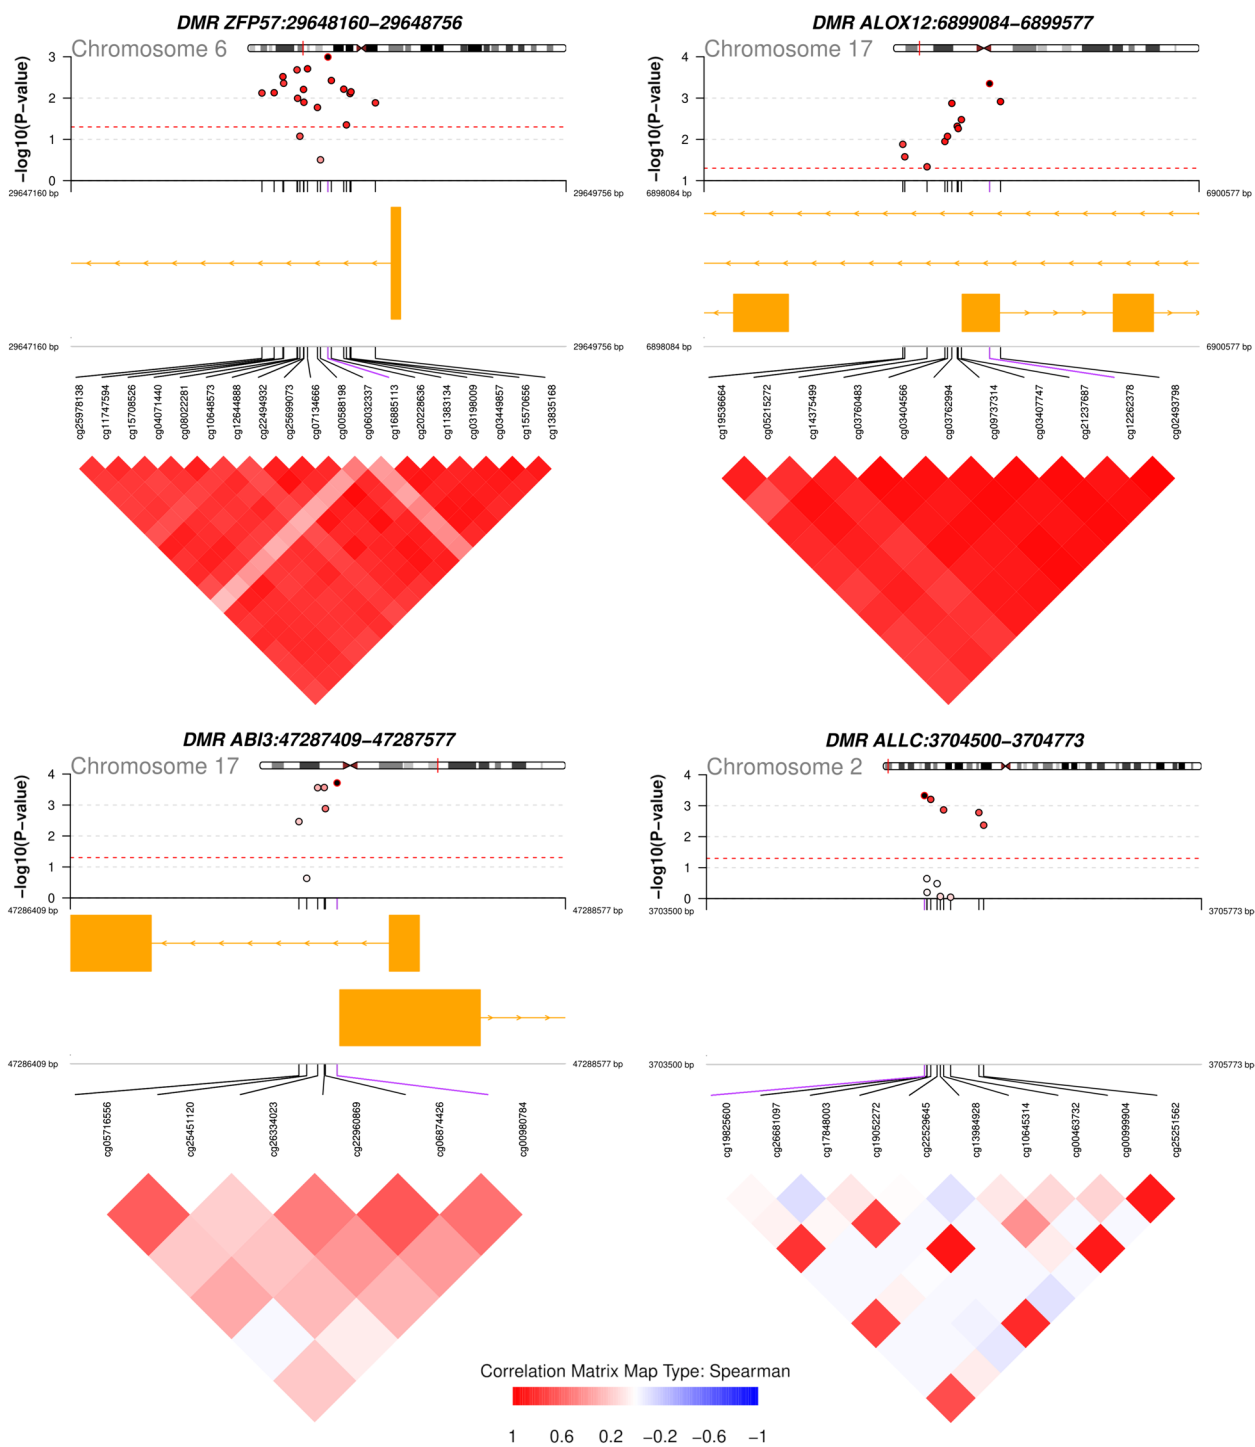 DMR ZFP57:29648160−29648756
Chromosome 6
−log10(P−value)
3
2
1
0
29647160 bp
29649756 bp
29647160 bp
29649756 bp
cg25978138
cg11747594
cg15708526
cg04071440
cg08022281
cg10648573
cg12644888
cg22494932
cg25699073
cg07134666
cg00588198
cg06032337
cg16885113
cg20228636
cg11383134
cg03198009
cg03449857
cg15570656
cg13835168
DMR ALOX12:6899084−6899577
Chromosome 17
−log10(P−value)
4
3
2
1
6898084 bp
6900577 bp
6898084 bp
6900577 bp
cg19536664
cg05215272
cg14375499
cg03760483
cg03404566
cg03762994
cg09737314
cg03407747
cg21237687
cg12262378
cg02493798
DMR ABI3:47287409−47287577
Chromosome 17
−log10(P−value)
4
3
2
1
0
47286409 bp
47288577 bp
47286409 bp
47288577 bp
cg05716556
cg25451120
cg26334023
cg22960869
cg06874426
cg00980784
DMR ALLC:3704500−3704773
Chromosome 2
−log10(P−value)
4
3
2
1
0
3703500 bp
3705773 bp
3703500 bp
3705773 bp
cg19825600
cg26681097
cg17848003
cg19052272
cg22529645
cg13984928
cg10645314
cg00463732
cg00999904
cg25251562
Correlation Matrix Map Type: Spearman
1 0.6 0.2 −0.2 −0.6 −1